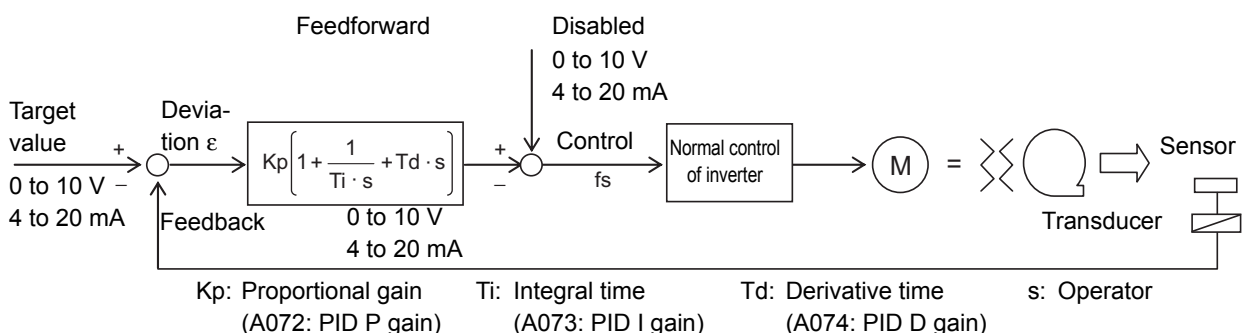 Feedforward
Disabled
0 to 10 V
4 to 20 mA
Target
value
+
−
0 to 10 V
4 to 20 mA
Devia-
tion ε
Feedback
Kp(1 + 1/(Ti · s) + Td · s)
0 to 10 V
4 to 20 mA
+
−
Control
fs
Normal control
of inverter
M
=
Sensor
Transducer
Kp: Proportional gain
(A072: PID P gain)
Ti: Integral time
(A073: PID I gain)
Td: Derivative time
(A074: PID D gain)
s: Operator